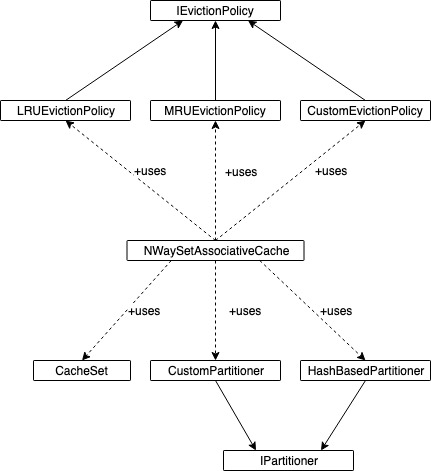 IEvictionPolicy
LRUEvictionPolicy
MRUEvictionPolicy
CustomEvictionPolicy
+uses
+uses
+uses
NWaySetAssociativeCache
+uses
+uses
+uses
CacheSet
CustomPartitioner
HashBasedPartitioner
IPartitioner